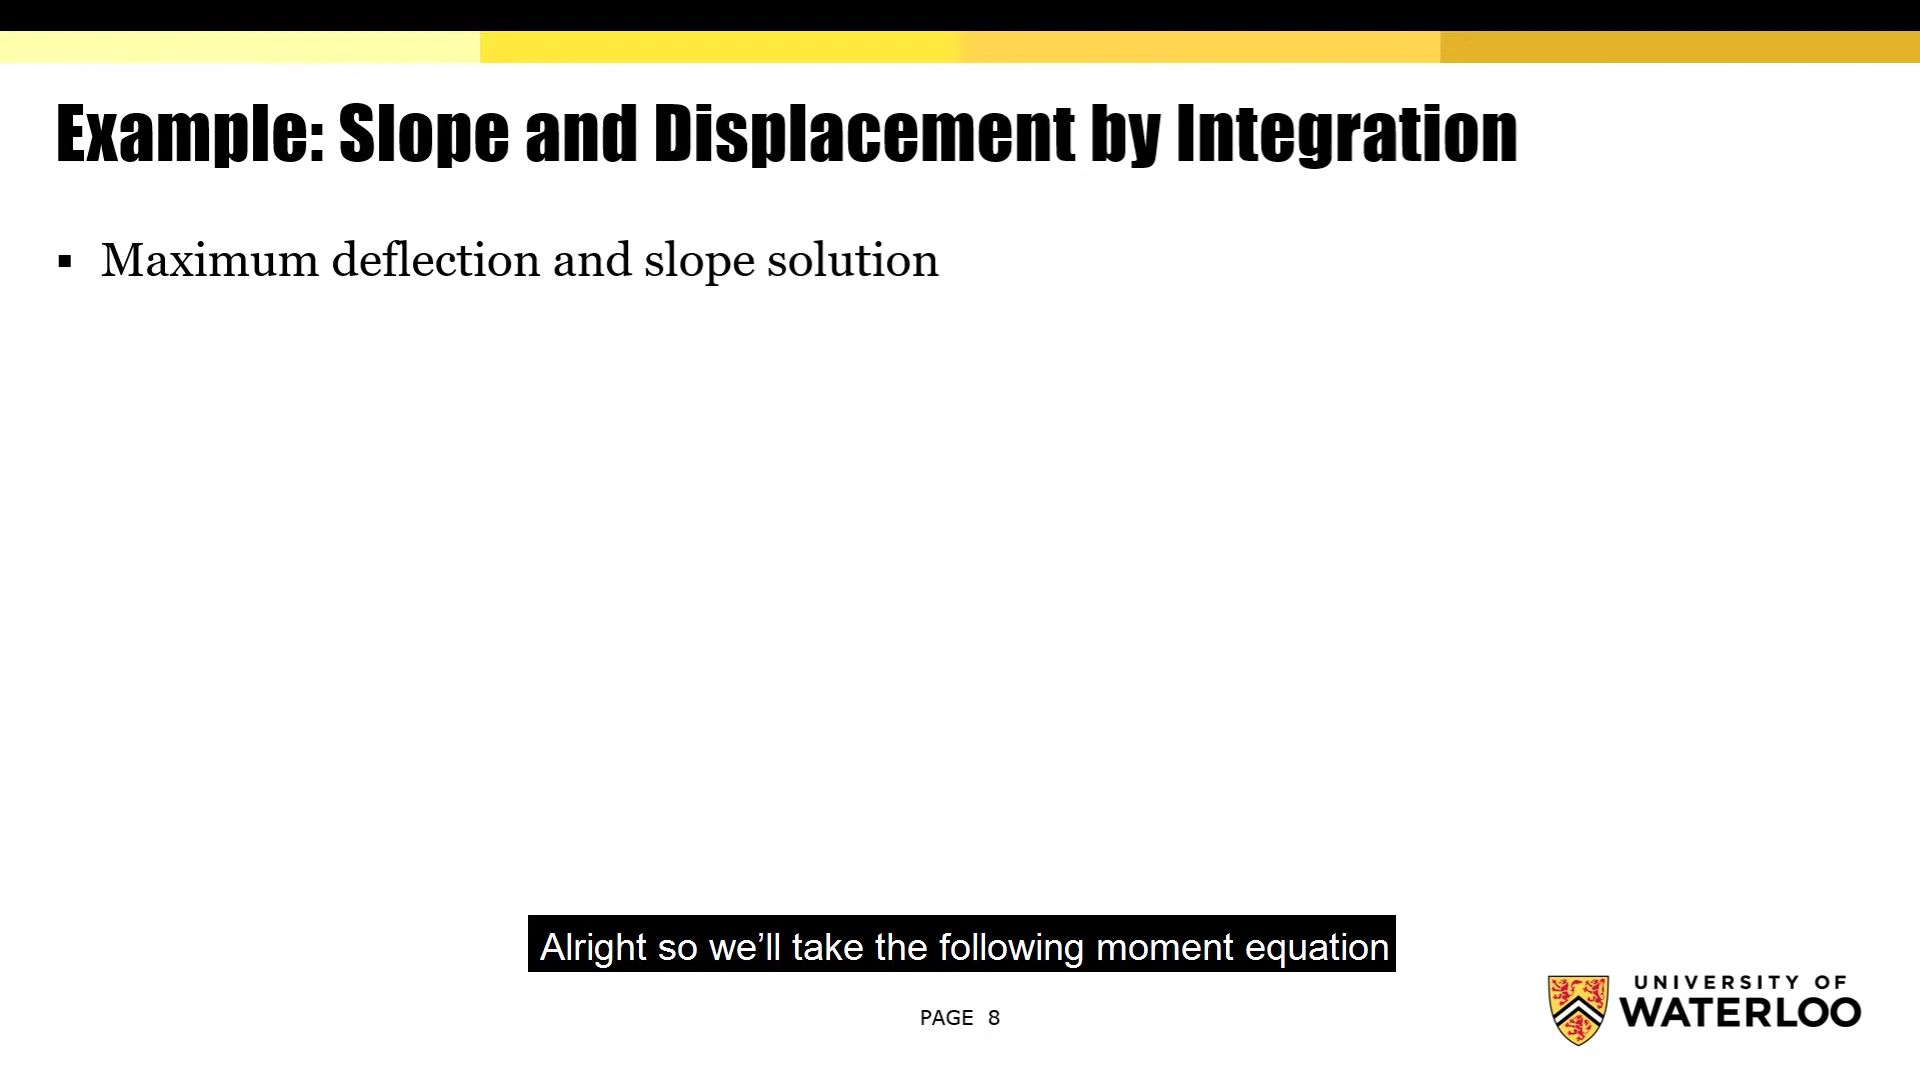 Example: Slope and Displacement by Integration
▪ Maximum deflection and slope solution
Alright so we’ll take the following moment equation
PAGE 8
UNIVERSITY OF
WATERLOO